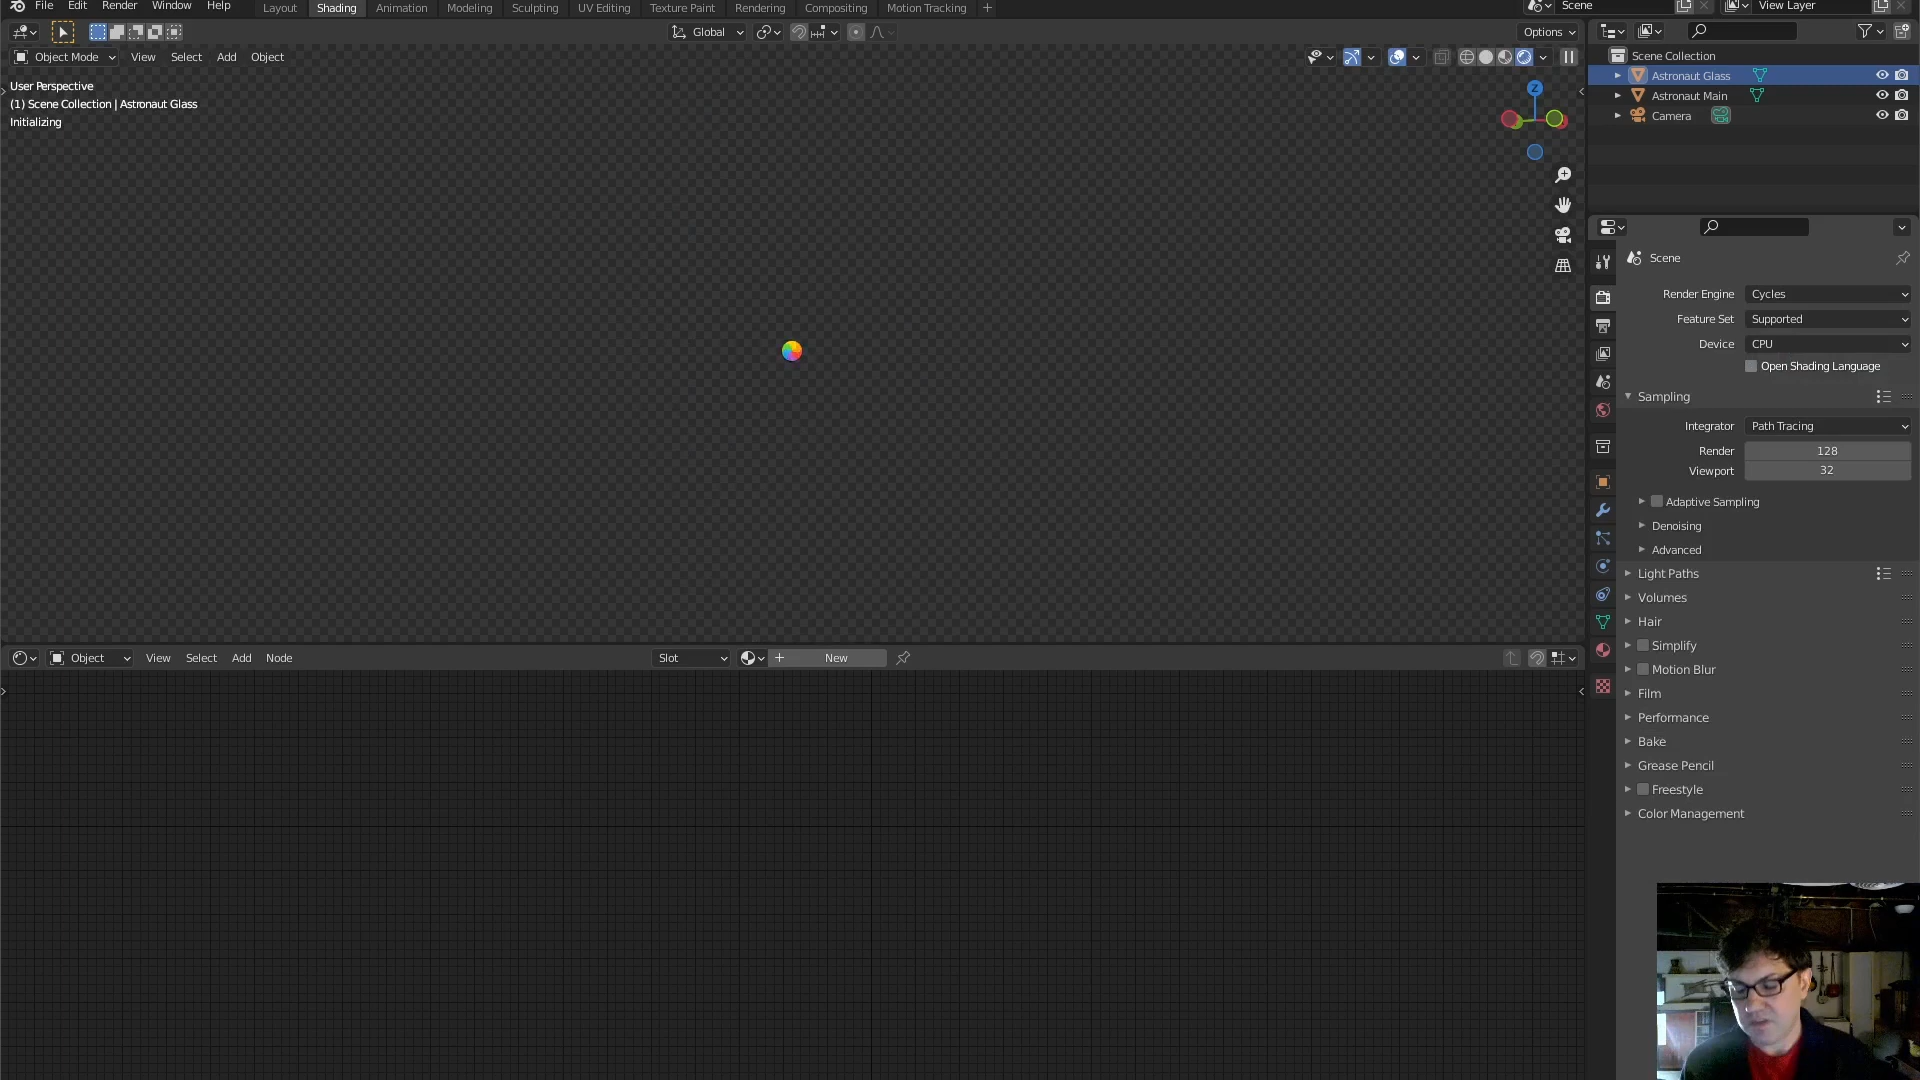 File Edit Render Window Help Layout Shading Animation Modeling Sculpting UV Editing Texture Paint Rendering Compositing Motion Tracking + Scene View Layer
Global Options
Object Mode View Select Add Object
User Perspective
(1) Scene Collection | Astronaut Glass
Initializing
Z
Scene Collection
Astronaut Glass
Astronaut Main
Camera
Scene
Render Engine Cycles
Feature Set Supported
Device CPU
Open Shading Language
Sampling
Integrator Path Tracing
Render 128
Viewport 32
Adaptive Sampling
Denoising
Advanced
Light Paths
Volumes
Hair
Simplify
Motion Blur
Film
Performance
Bake
Grease Pencil
Freestyle
Color Management
Object View Select Add Node Slot + New